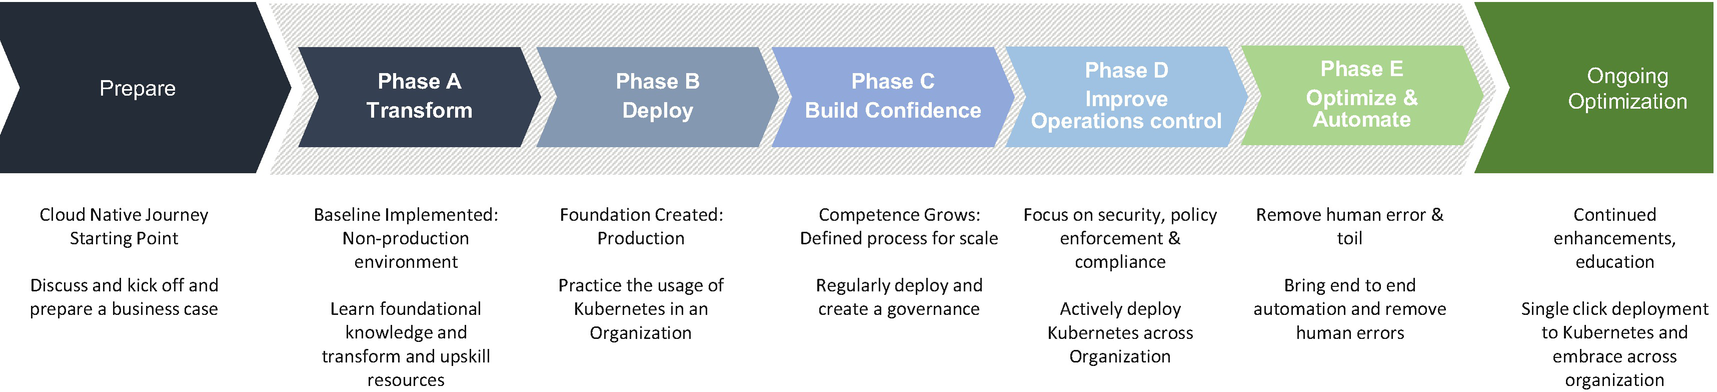 Prepare
Phase A
Transform
Phase B
Deploy
Phase C
Build Confidence
Phase D
Improve
Operations control
Phase E
Optimize &
Automate
Ongoing
Optimization
Cloud Native Journey
Starting Point
Discuss and kick off and
prepare a business case
Baseline Implemented:
Non-production
environment
Learn foundational
knowledge and
transform and upskill
resources
Foundation Created:
Production
Practice the usage of
Kubernetes in an
Organization
Competence Grows:
Defined process for scale
Regularly deploy and
create a governance
Focus on security, policy
enforcement &
compliance
Actively deploy
Kubernetes across
Organization
Remove human error &
toil
Bring end to end
automation and remove
human errors
Continued
enhancements,
education
Single click deployment
to Kubernetes and
embrace across
organization